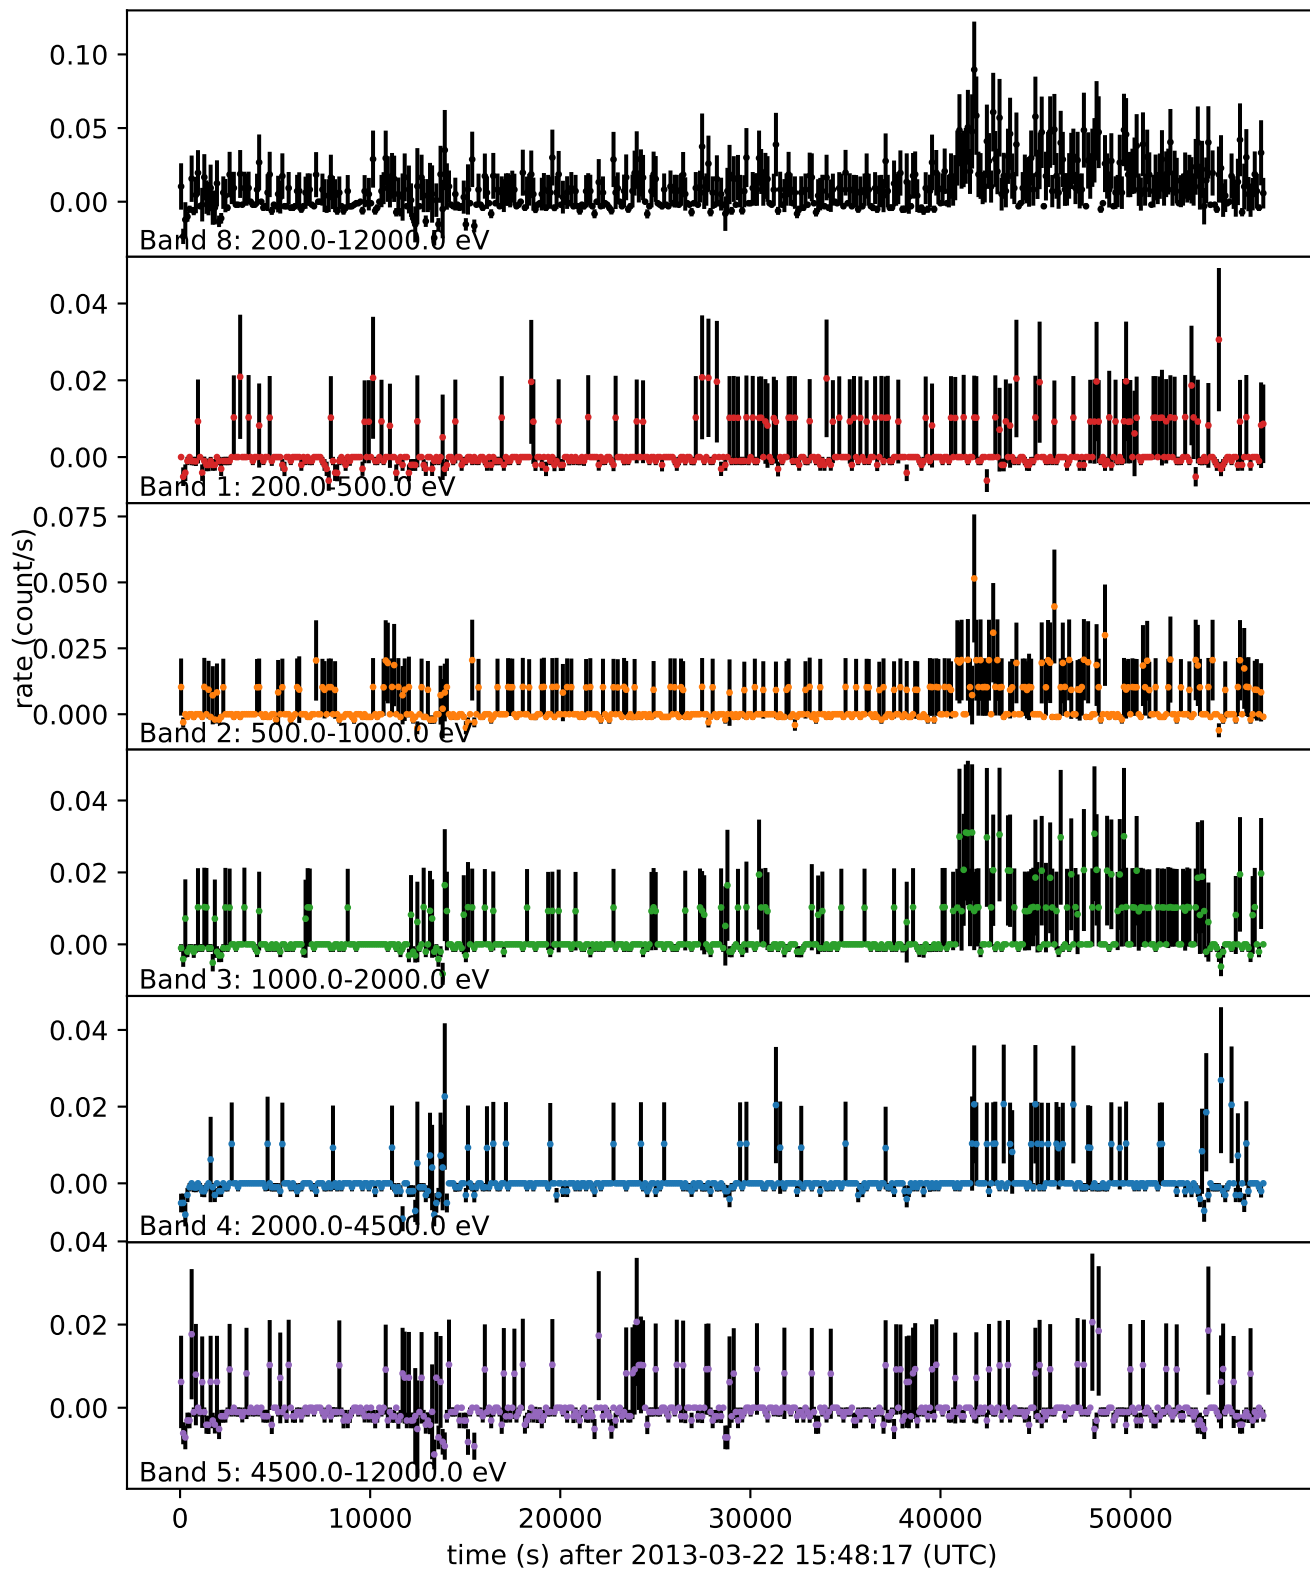 0.10
0.05
0.00
Band 8: 200.0-12000.0 eV
0.04
0.02
0.00
Band 1: 200.0-500.0 eV
rate (count/s)
0.075
0.050
0.025
0.000
Band 2: 500.0-1000.0 eV
0.04
0.02
0.00
Band 3: 1000.0-2000.0 eV
0.04
0.02
0.00
Band 4: 2000.0-4500.0 eV
0.04
0.02
0.00
Band 5: 4500.0-12000.0 eV
0 10000 20000 30000 40000 50000
time (s) after 2013-03-22 15:48:17 (UTC)